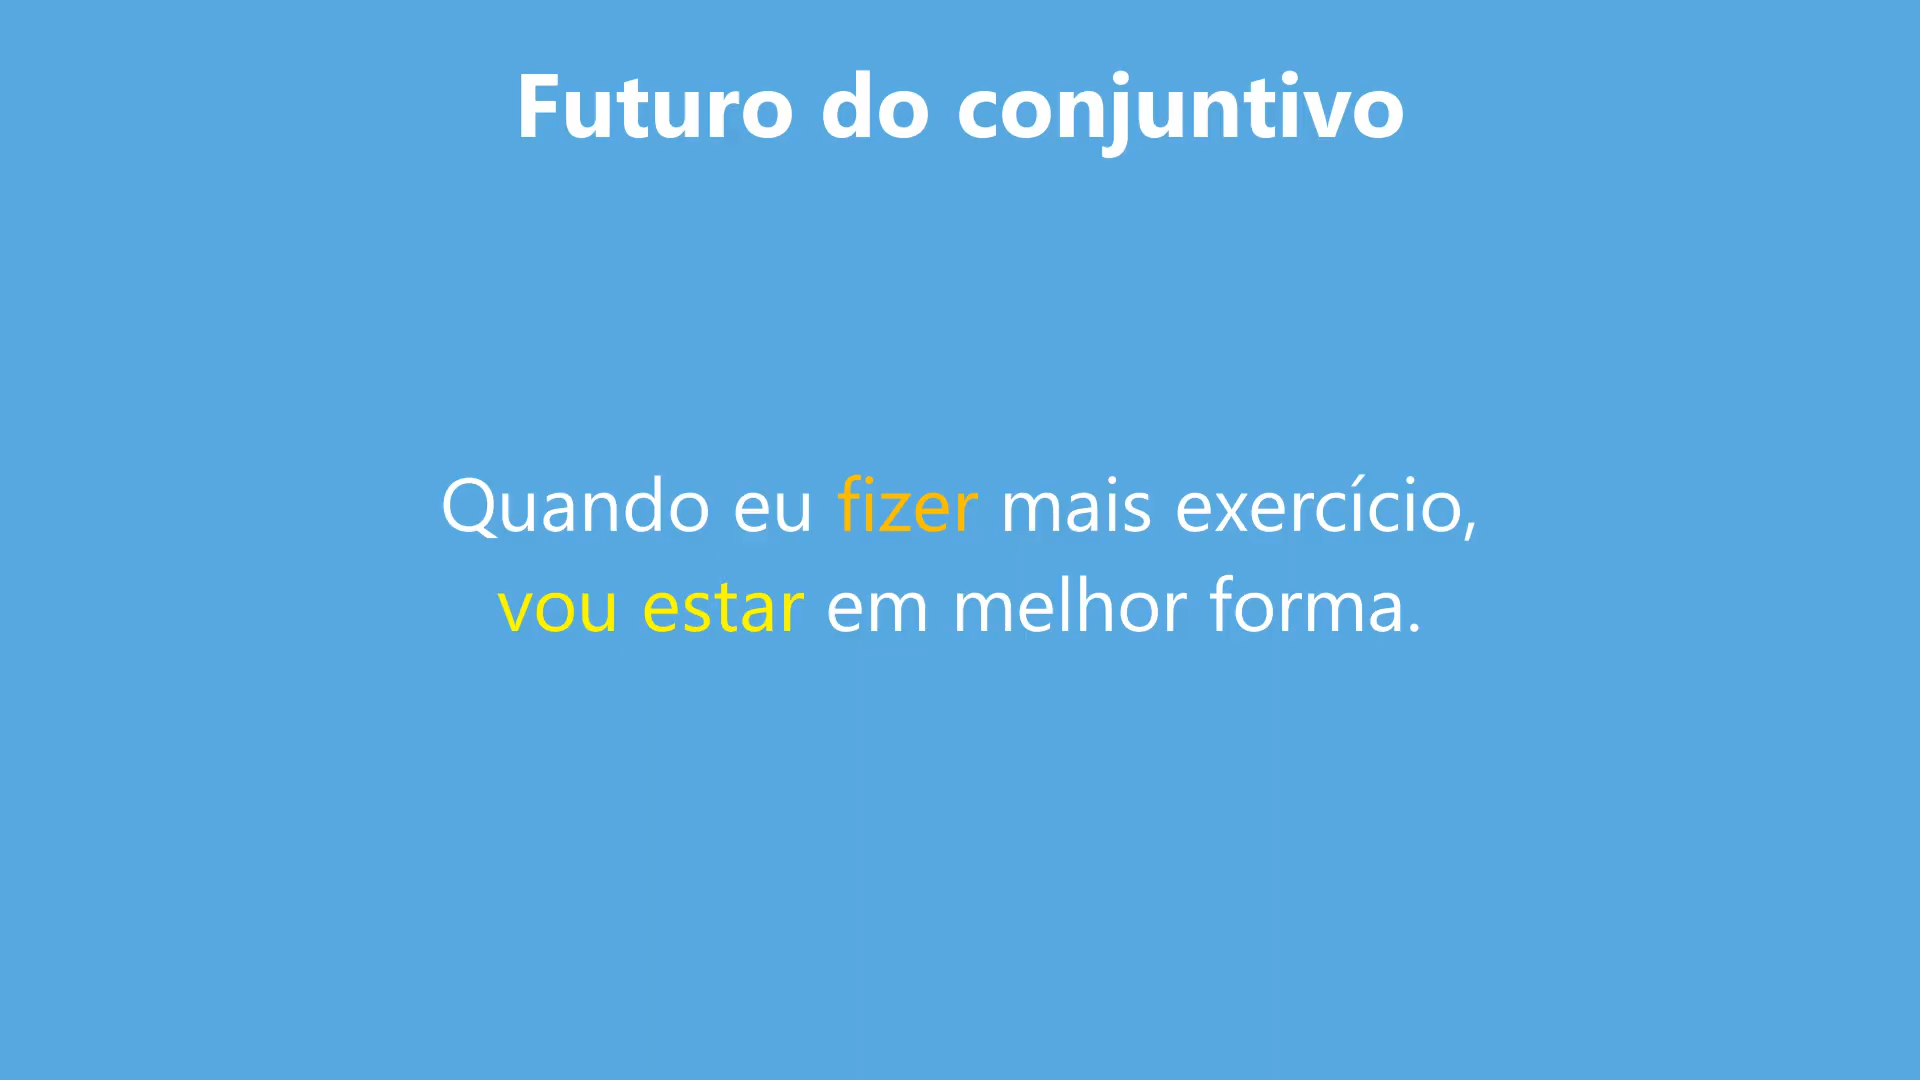 Futuro do conjuntivo
Quando eu fizer mais exercício,
vou estar em melhor forma.